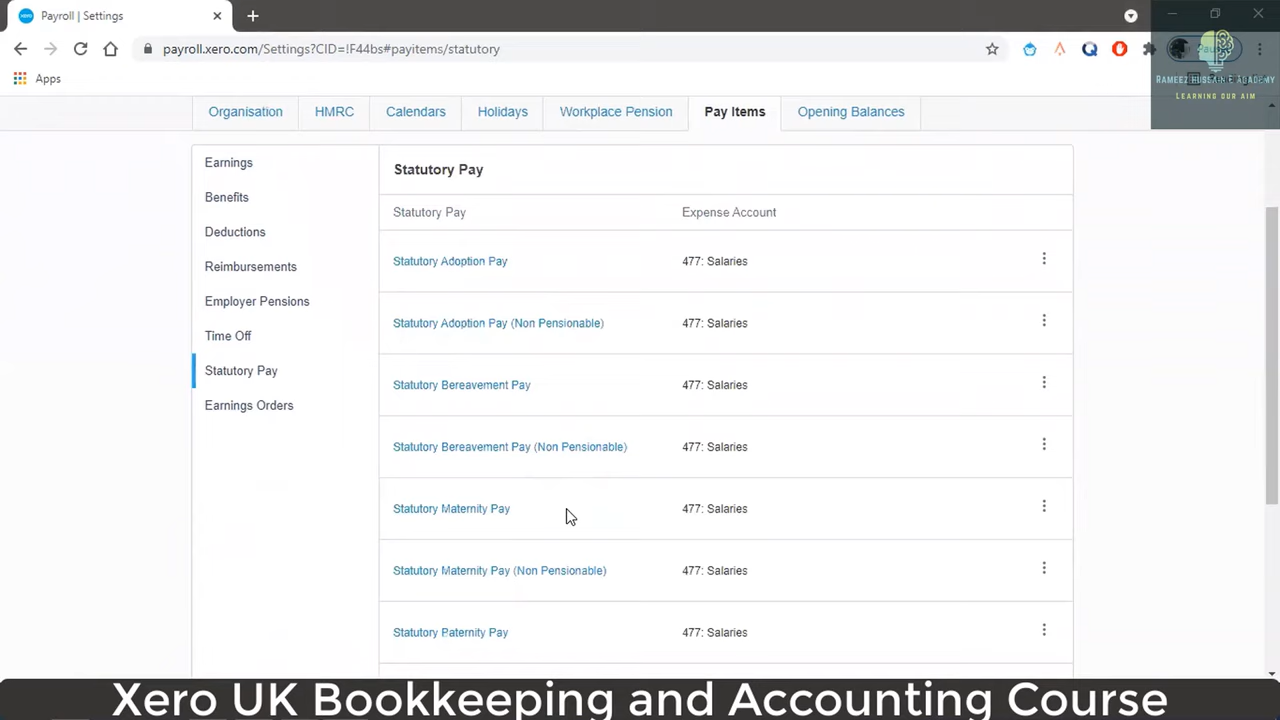 Payroll | Settings
payroll.xero.com/Settings?CID=!F44bs#payitems/statutory
Apps
RAMEEZ HUSSAIN E ACADEMY
LEARNING OUR AIM
Organisation
HMRC
Calendars
Holidays
Workplace Pension
Pay Items
Opening Balances
Earnings
Benefits
Deductions
Reimbursements
Employer Pensions
Time Off
Statutory Pay
Earnings Orders
Statutory Pay
Statutory Pay Expense Account
Statutory Adoption Pay 477: Salaries
Statutory Adoption Pay (Non Pensionable) 477: Salaries
Statutory Bereavement Pay 477: Salaries
Statutory Bereavement Pay (Non Pensionable) 477: Salaries
Statutory Maternity Pay 477: Salaries
Statutory Maternity Pay (Non Pensionable) 477: Salaries
Statutory Paternity Pay 477: Salaries
Xero UK Bookkeeping and Accounting Course